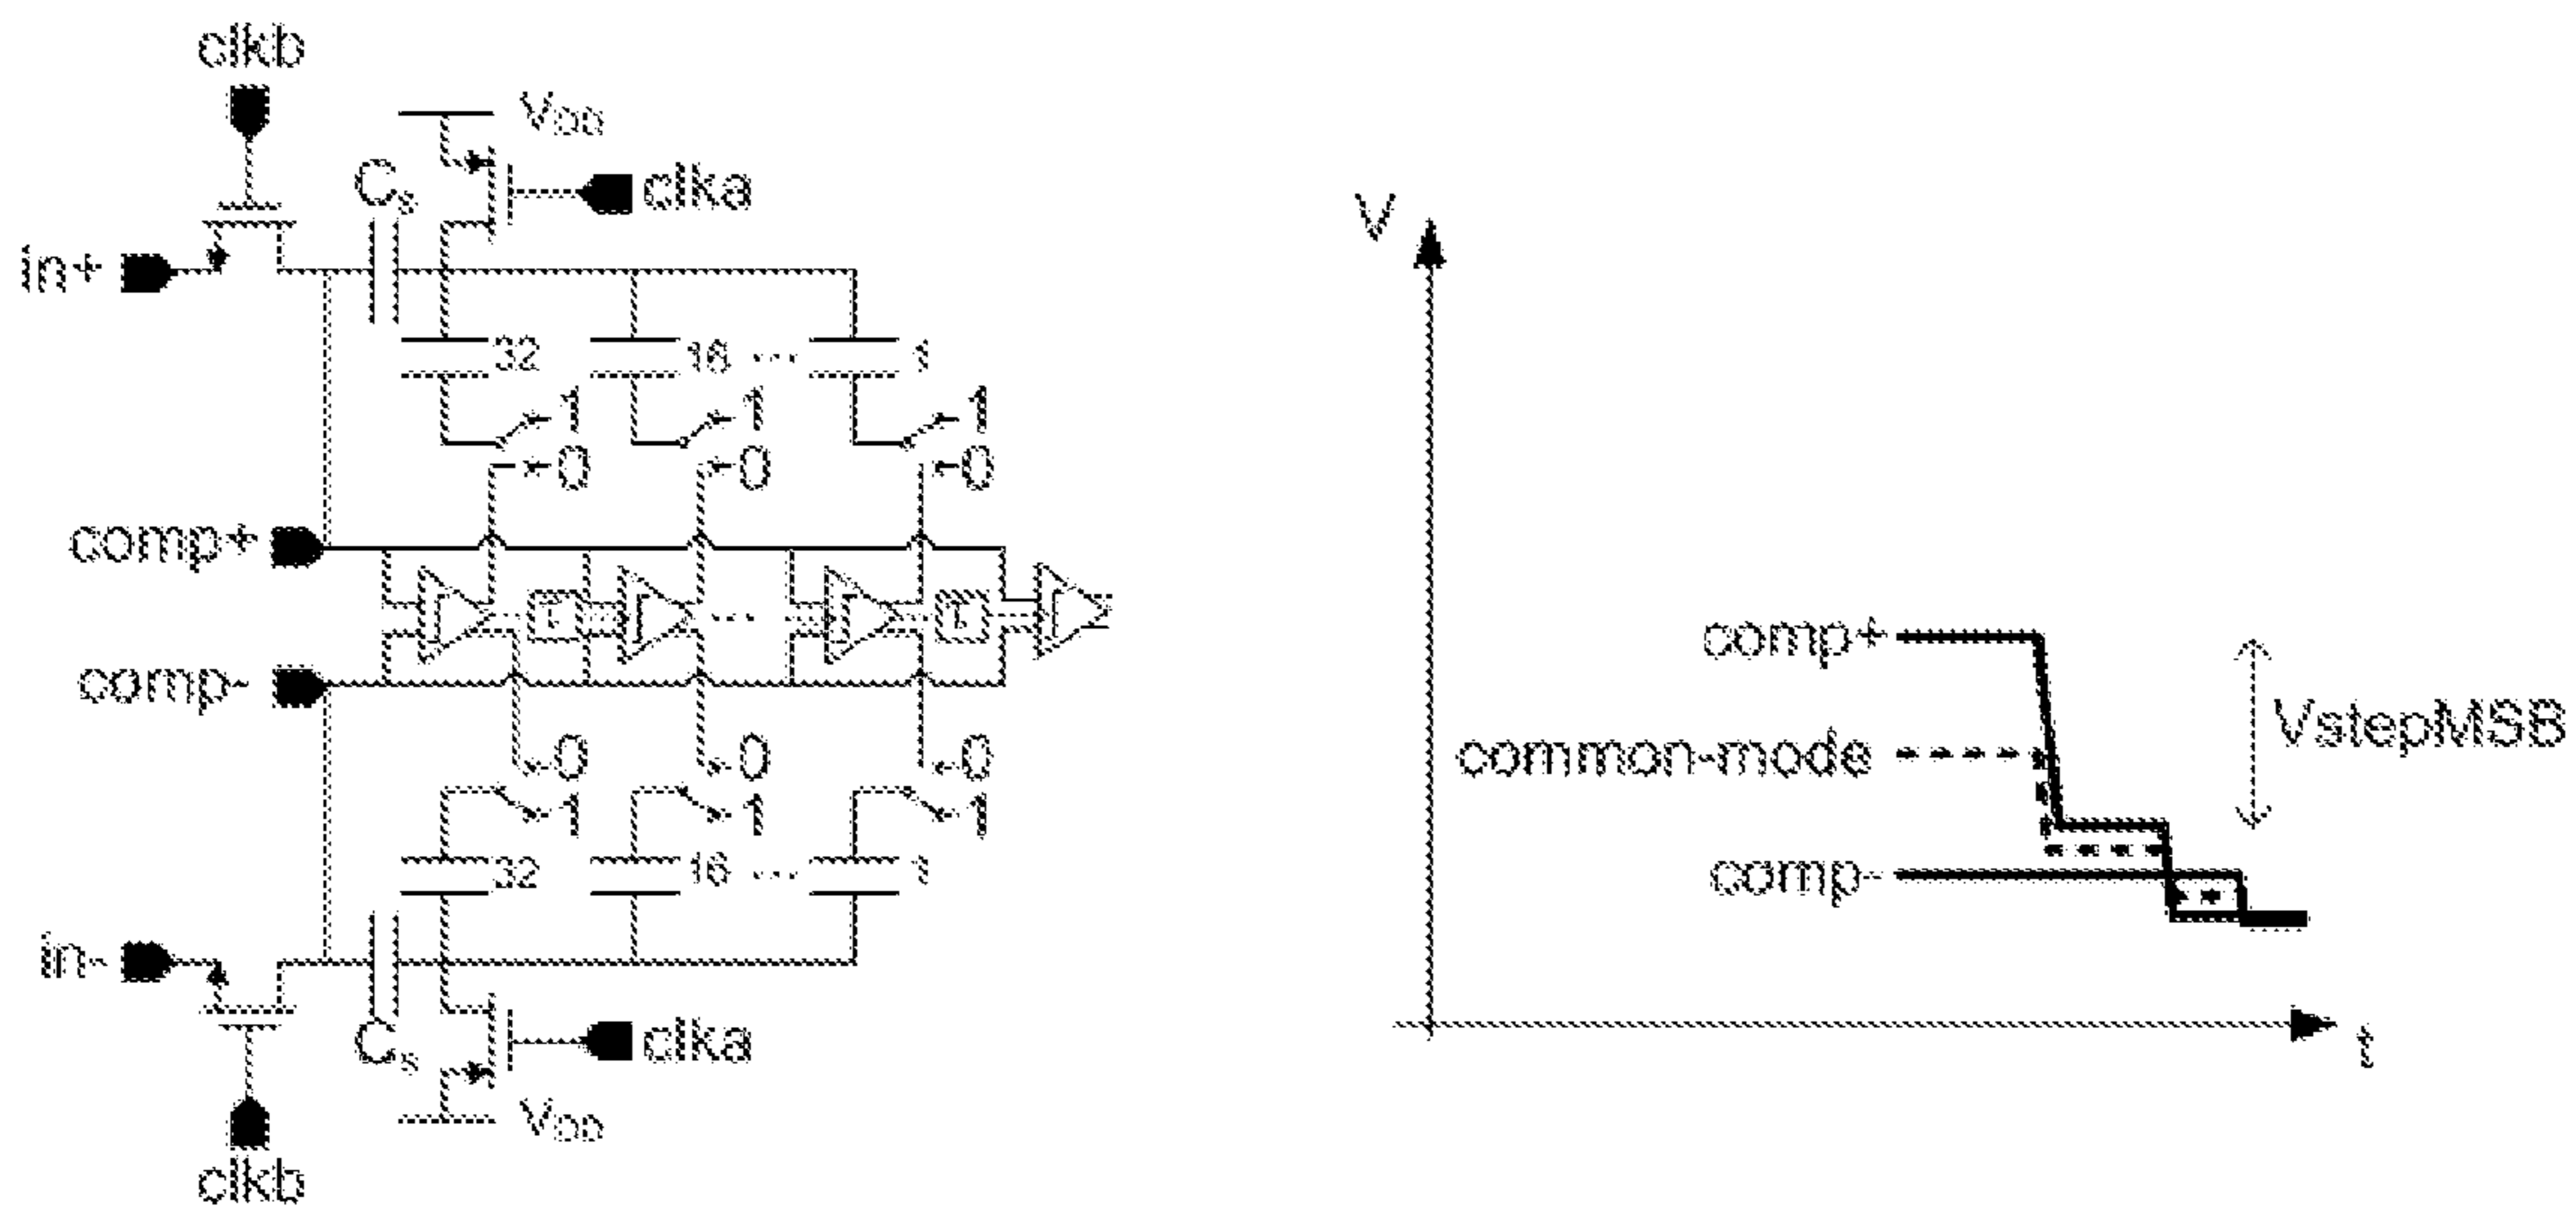 clkb
VDD
Cs
clka
in+
32
16
...
1
1
1
1
0
0
0
comp+
...
comp-
0
0
0
1
1
1
32
16
...
1
in-
Cs
clka
VDD
clkb
V
comp+
VstepMSB
common-mode
comp-
t